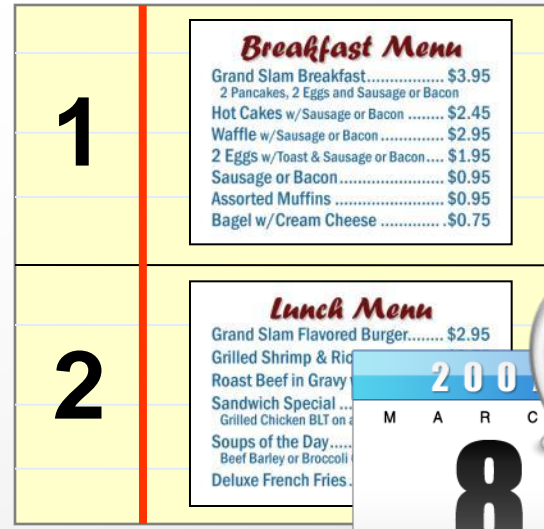 1
Breakfast Menu
Grand Slam Breakfast................. $3.95
2 Pancakes, 2 Eggs and Sausage or Bacon
Hot Cakes w/Sausage or Bacon ........ $2.45
Waffle w/Sausage or Bacon ............ $2.95
2 Eggs w/Toast & Sausage or Bacon.... $1.95
Sausage or Bacon....................... $0.95
Assorted Muffins ........................ $0.95
Bagel w/Cream Cheese ............. .$0.75
2
Lunch Menu
Grand Slam Flavored Burger........ $2.95
Grilled Shrimp &
Roast Beef in Gravy
Sandwich Special ...
Grilled Chicken BLT on
Soups of the Day.....
Beef Barley or Broccoli
Deluxe French Fries.
200
M A R C
8